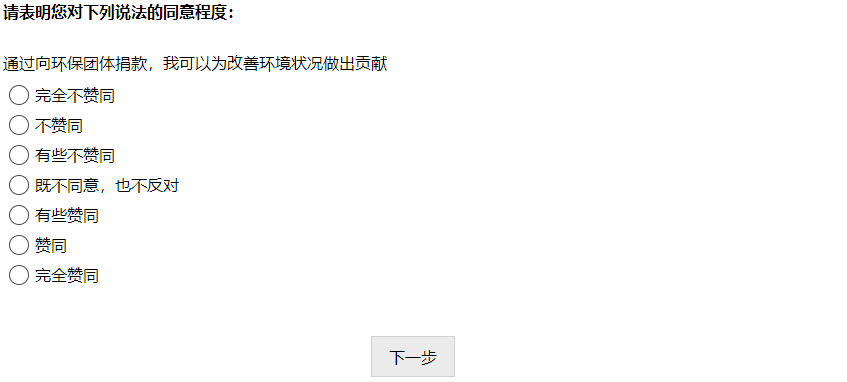 请表明您对下列说法的同意程度：
通过向环保团体捐款，我可以为改善环境状况做出贡献
完全不赞同
不赞同
有些不赞同
既不同意，也不反对
有些赞同
赞同
完全赞同
下一步